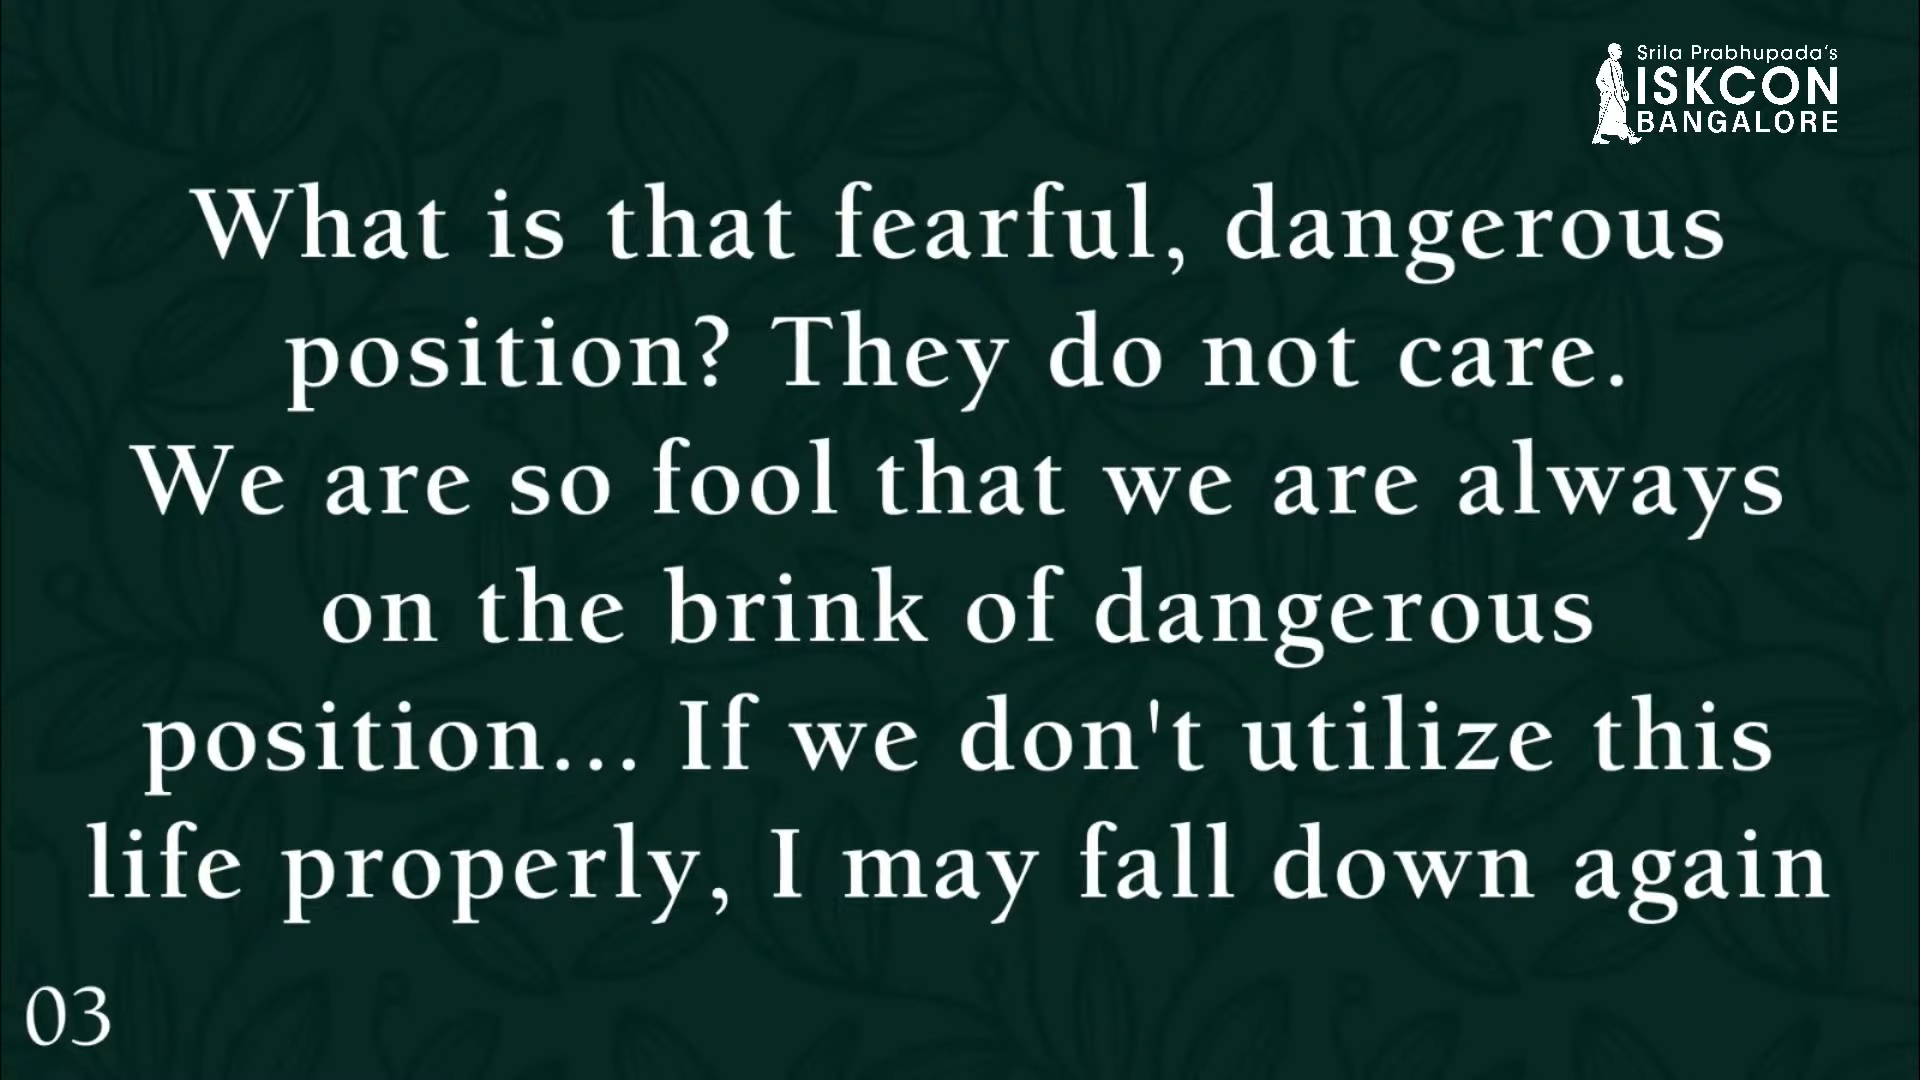 Srila Prabhupada's
ISKCON
BANGALORE
What is that fearful, dangerous
position? They do not care.
We are so fool that we are always
on the brink of dangerous
position... If we don't utilize this
life properly, I may fall down again
03